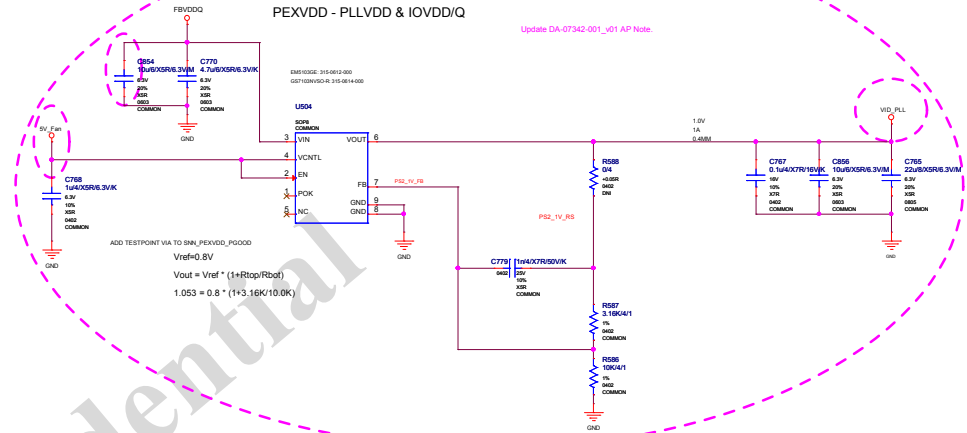 FBVDDQ
PEXVDD - PLLVDD & IOVDD/Q
Update DA-07342-001_v01 AP Note.
C854
10u/6/X5R/6.3V/M
6.3V
20%
X5R
0603
COMMON
C770
4.7u/6/X5R/6.3V/K
6.3V
20%
X5R
0603
COMMON
GND
EM5103GE: 315-0612-000
GS7103NVSO-R: 315-0614-000
U504
SOP8
COMMON
3 VIN
VOUT 6
4 VCNTL
2 EN
FB 7
1 POK
GND 9
5 NC
GND 8
GND
5V_Fan
C768
1u/4/X5R/6.3V/K
6.3V
10%
X5R
0402
COMMON
GND
PS2_1V_FB
R588
0/4
+0.05R
0402
DNI
PS2_1V_RS
1.0V
1A
0.4MM
VID_PLL
C767
0.1u/4/X7R/16V/K
16V
10%
X7R
0402
COMMON
C856
10u/6/X5R/6.3V/M
6.3V
20%
X5R
0603
COMMON
C765
22u/8/X5R/6.3V/M
6.3V
20%
X5R
0805
COMMON
GND
GND
ADD TESTPOINT VIA TO SNN_PEXVDD_PGOOD
Vref=0.8V
Vout = Vref * (1+Rtop/Rbot)
1.053 = 0.8 * (1+3.16K/10.0K)
C779
1n/4/X7R/50V/K
0402
25V
10%
X5R
COMMON
R587
3.16K/4/1
1%
0402
COMMON
R586
10K/4/1
1%
0402
COMMON
GND
dential